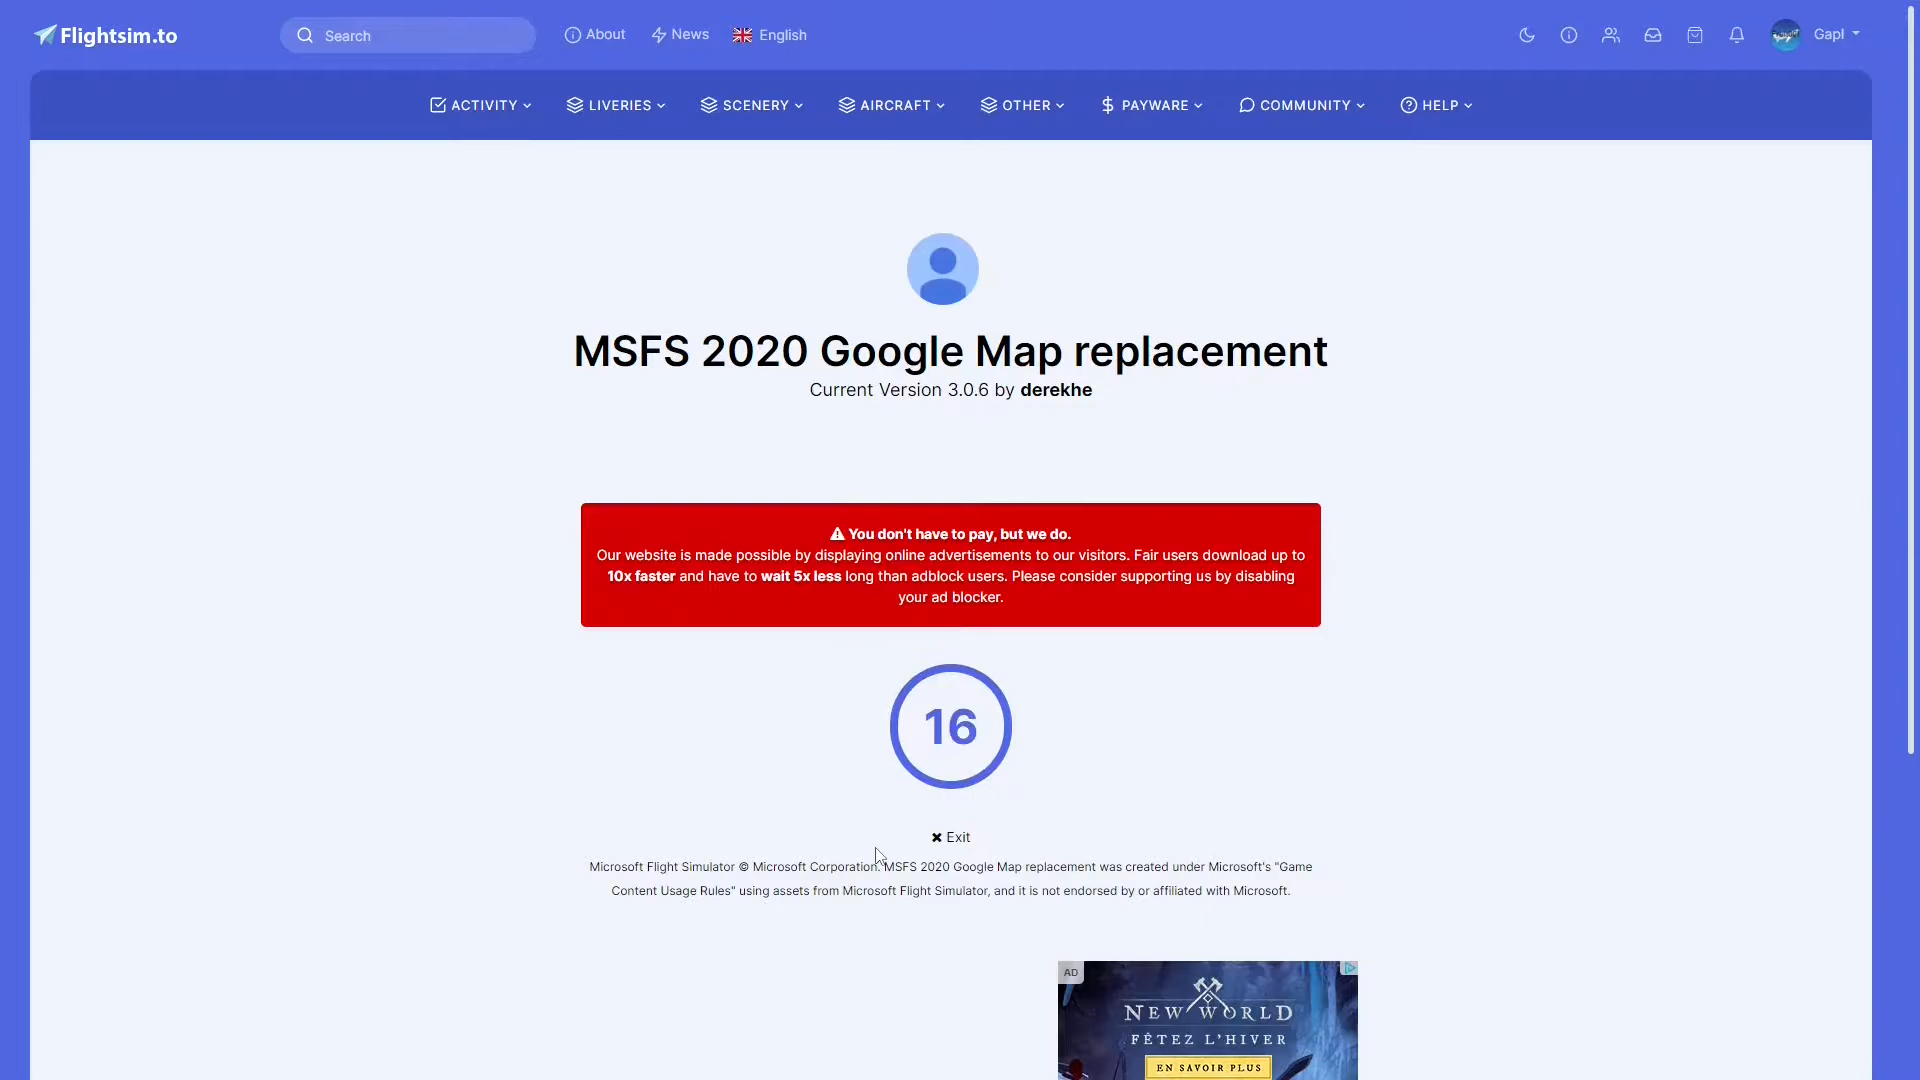 Flightsim.to
Search
About
News
English
Gapl
ACTIVITY
LIVERIES
SCENERY
AIRCRAFT
OTHER
PAYWARE
COMMUNITY
HELP
MSFS 2020 Google Map replacement
Current Version 3.0.6 by derekhe
You don't have to pay, but we do.
Our website is made possible by displaying online advertisements to our visitors. Fair users download up to
10x faster and have to wait 5x less long than adblock users. Please consider supporting us by disabling
your ad blocker.
16
Exit
Microsoft Flight Simulator © Microsoft Corporation. MSFS 2020 Google Map replacement was created under Microsoft's "Game
Content Usage Rules" using assets from Microsoft Flight Simulator, and it is not endorsed by or affiliated with Microsoft.
AD
NEW WORLD
FÊTEZ L'HIVER
EN SAVOIR PLUS